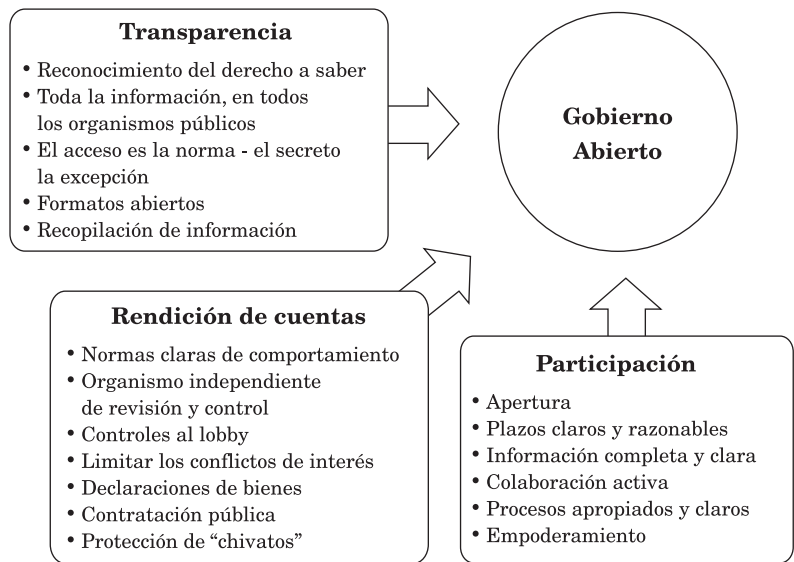 Transparencia
• Reconocimiento del derecho a saber
• Toda la información, en todos
los organismos públicos
• El acceso es la norma - el secreto
la excepción
• Formatos abiertos
• Recopilación de información
Gobierno
Abierto
Rendición de cuentas
• Normas claras de comportamiento
• Organismo independiente
de revisión y control
• Controles al lobby
• Limitar los conflictos de interés
• Declaraciones de bienes
• Contratación pública
• Protección de “chivatos”
Participación
• Apertura
• Plazos claros y razonables
• Información completa y clara
• Colaboración activa
• Procesos apropiados y claros
• Empoderamiento